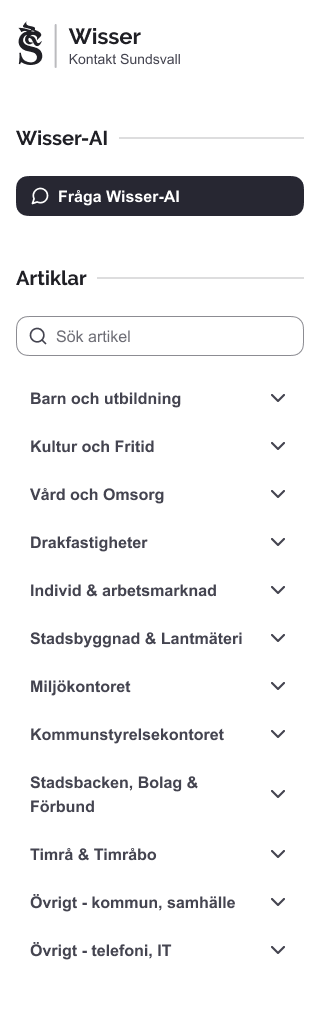 Wisser
Kontakt Sundsvall
Wisser-AI
Fråga Wisser-AI
Artiklar
Sök artikel
Barn och utbildning
Kultur och Fritid
Vård och Omsorg
Drakfastigheter
Individ & arbetsmarknad
Stadsbyggnad & Lantmäteri
Miljökontoret
Kommunstyrelsekontoret
Stadsbacken, Bolag &
Förbund
Timrå & Timråbo
Övrigt - kommun, samhälle
Övrigt - telefoni, IT